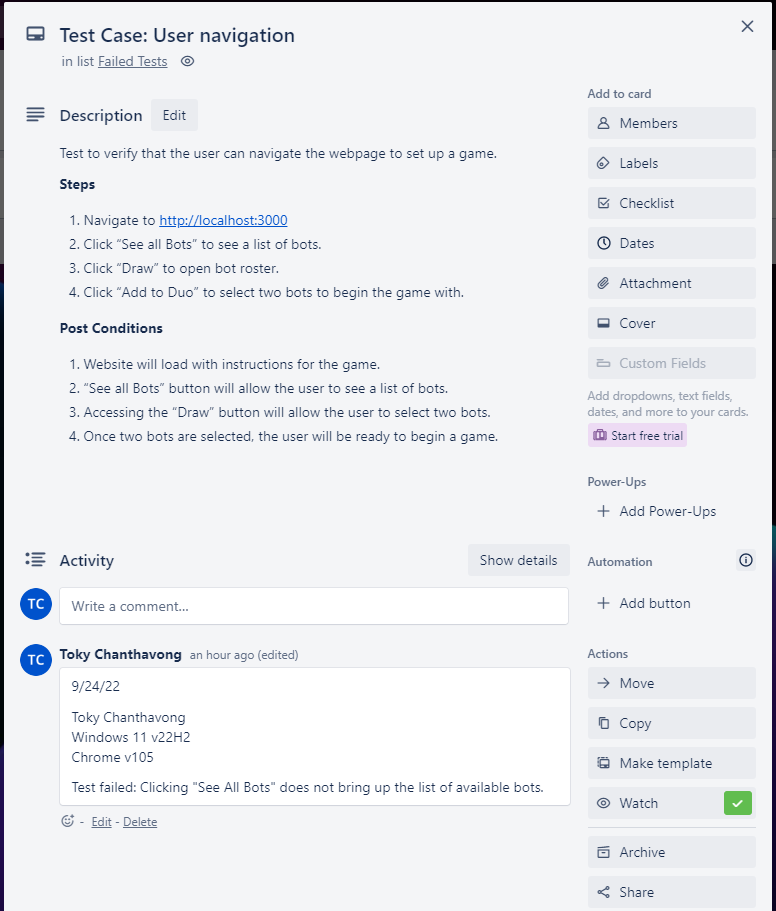 Test Case: User navigation
in list Failed Tests
Description
Edit
Test to verify that the user can navigate the webpage to set up a game.
Steps
1. Navigate to http://localhost:3000
2. Click “See all Bots” to see a list of bots.
3. Click “Draw” to open bot roster.
4. Click “Add to Duo” to select two bots to begin the game with.
Post Conditions
1. Website will load with instructions for the game.
2. “See all Bots” button will allow the user to see a list of bots.
3. Accessing the “Draw” button will allow the user to select two bots.
4. Once two bots are selected, the user will be ready to begin a game.
Activity
Show details
TC
Write a comment...
TC
Toky Chanthavong an hour ago (edited)
9/24/22
Toky Chanthavong
Windows 11 v22H2
Chrome v105
Test failed: Clicking "See All Bots" does not bring up the list of available bots.
- Edit - Delete
Add to card
Members
Labels
Checklist
Dates
Attachment
Cover
Custom Fields
Add dropdowns, text fields,
dates, and more to your cards.
Start free trial
Power-Ups
+ Add Power-Ups
Automation
+ Add button
Actions
Move
Copy
Make template
Watch
Archive
Share